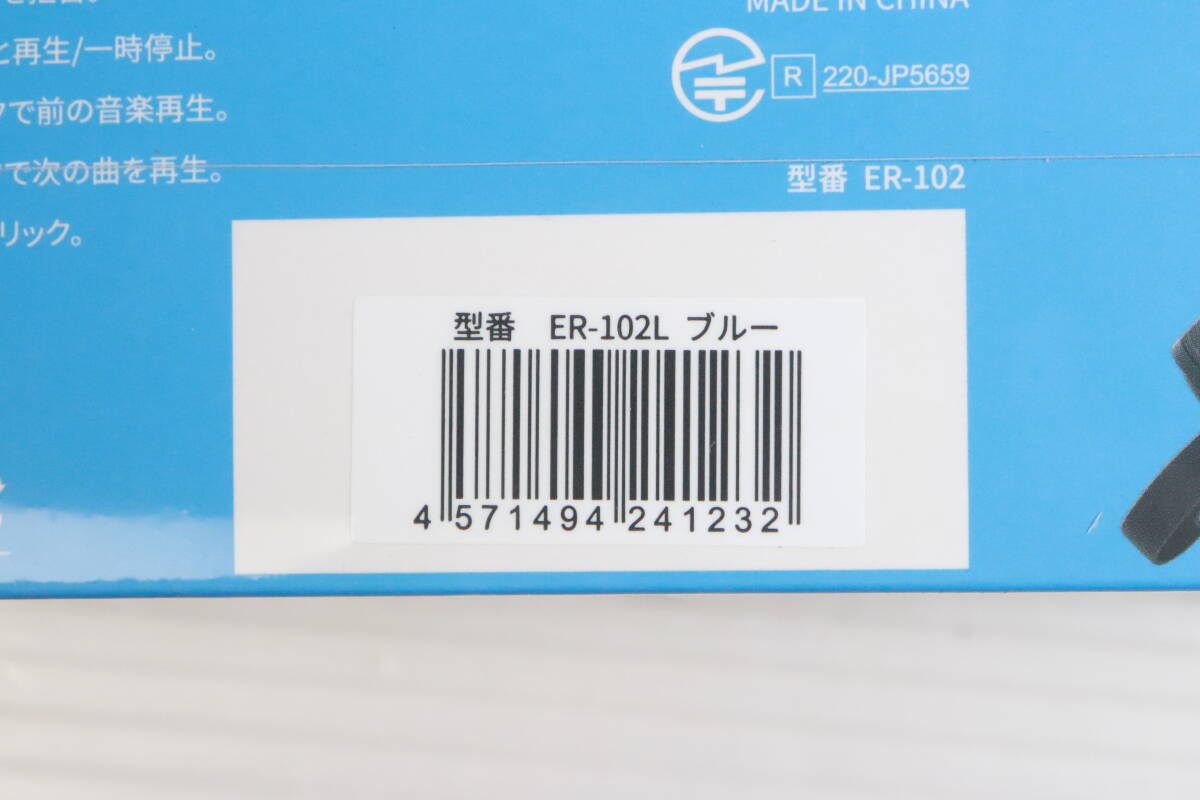 と再生/一時停止。
クで前の音楽再生。
で次の曲を再生。
リック。
MADE IN CHINA
R 220-JP5659
型番 ER-102
型番 ER-102L ブルー
4 571494 241232